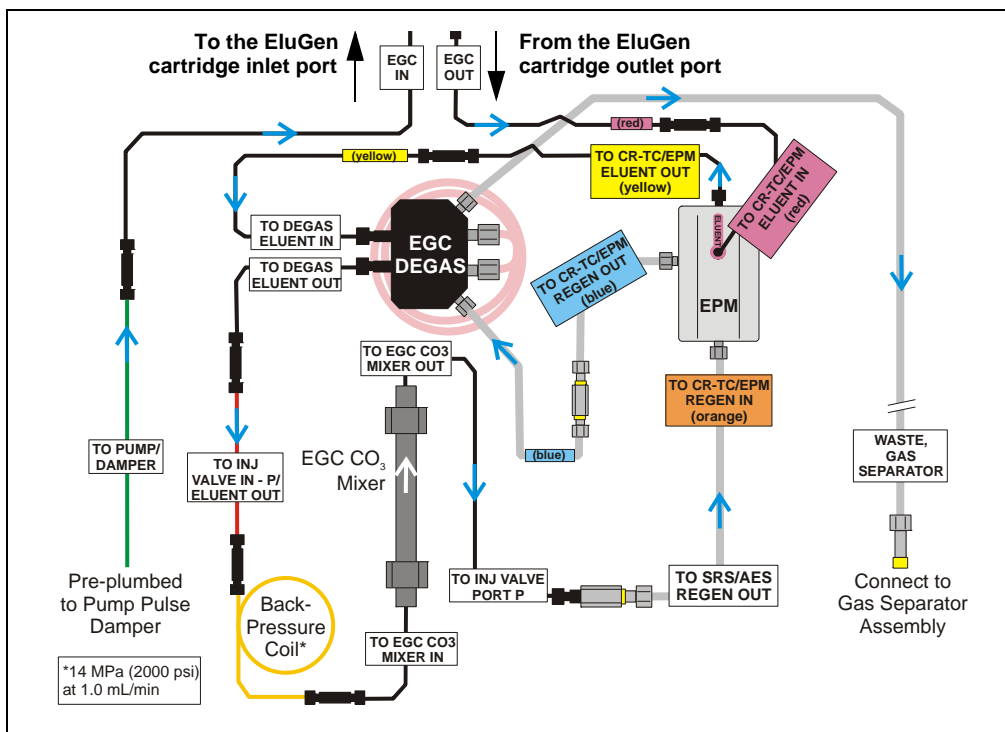 To the EluGen
cartridge inlet port
EGC
IN
EGC
OUT
From the EluGen
cartridge outlet port
(red)
(yellow)
TO CR-TC/EPM
ELUENT OUT
(yellow)
TO CR-TC/EPM
ELUENT IN
(red)
TO DEGAS
ELUENT IN
TO DEGAS
ELUENT OUT
EGC
DEGAS
TO CR-TC/EPM
REGEN OUT
(blue)
ELUENT
EPM
TO EGC CO3
MIXER OUT
TO CR-TC/EPM
REGEN IN
(orange)
TO PUMP/
DAMPER
TO INJ
VALVE IN - P/
ELUENT OUT
EGC CO3
Mixer
(blue)
WASTE,
GAS
SEPARATOR
Pre-plumbed
to Pump Pulse
Damper
Back-
Pressure
Coil*
TO INJ VALVE
PORT P
TO SRS/AES
REGEN OUT
Connect to
Gas Separator
Assembly
TO EGC CO3
MIXER IN
*14 MPa (2000 psi)
at 1.0 mL/min